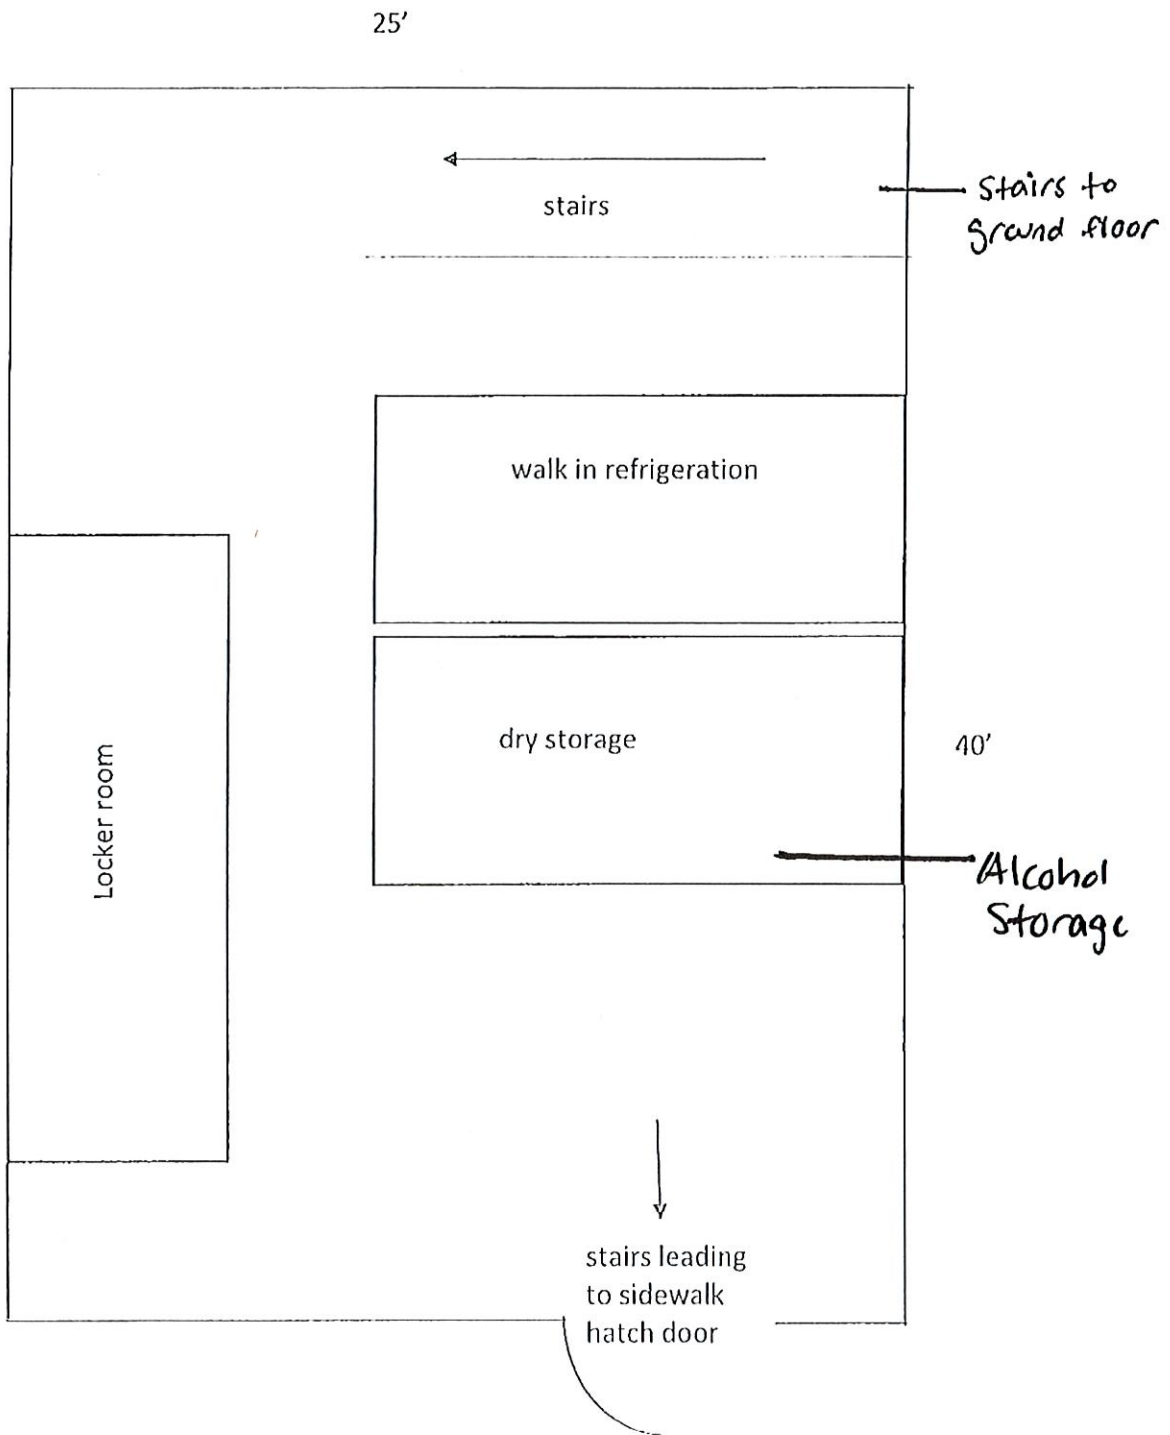 25'
stairs
Stairs to
ground floor
walk in refrigeration
dry storage
40'
Locker room
Alcohol
Storage
stairs leading
to sidewalk
hatch door